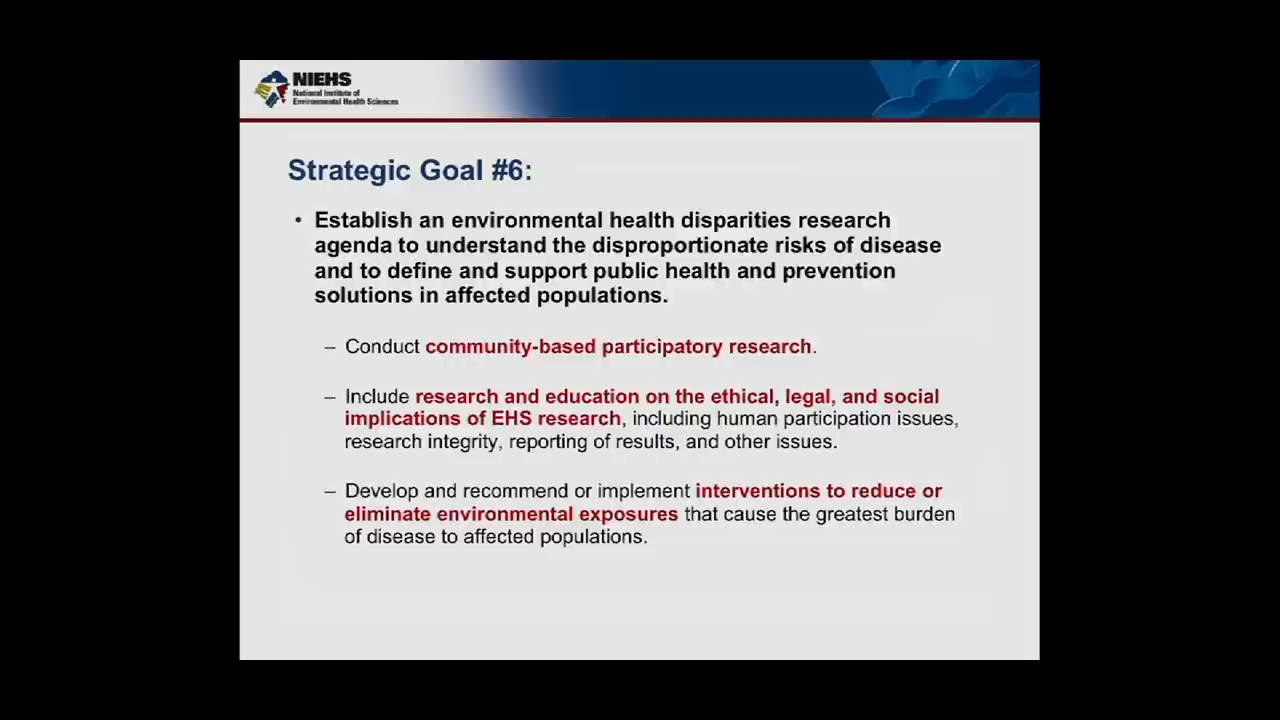 NIEHS
National Institute of
Environmental Health Sciences
Strategic Goal #6:
• Establish an environmental health disparities research
agenda to understand the disproportionate risks of disease
and to define and support public health and prevention
solutions in affected populations.
– Conduct community-based participatory research.
– Include research and education on the ethical, legal, and social
implications of EHS research, including human participation issues,
research integrity, reporting of results, and other issues.
– Develop and recommend or implement interventions to reduce or
eliminate environmental exposures that cause the greatest burden
of disease to affected populations.